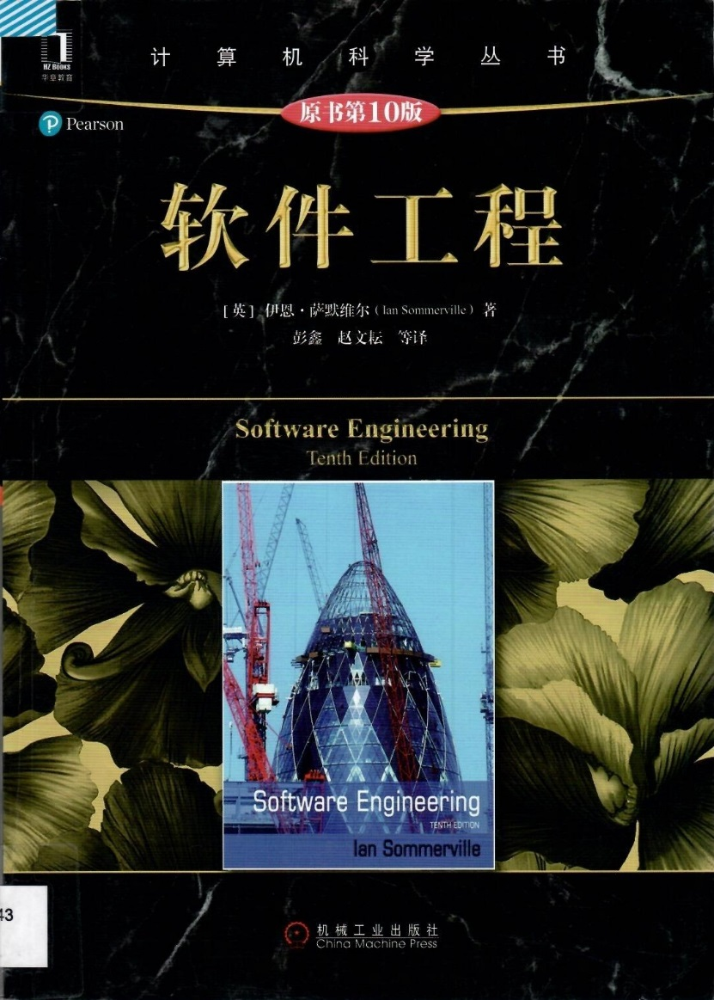 HZ BOOKS
华章教育
计算机科学丛书
Pearson
原书第10版
软件工程
[英] 伊恩·萨默维尔（Ian Sommerville）著
彭鑫 赵文耘 等译
Software Engineering
Tenth Edition
Software Engineering
TENTH EDITION
Ian Sommerville
43
机械工业出版社
China Machine Press